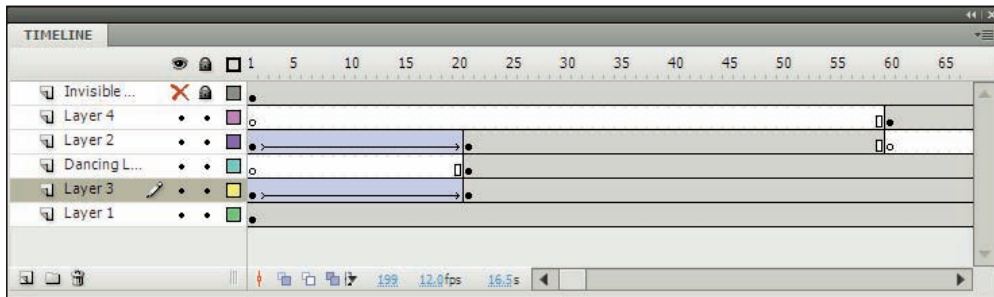 TIMELINE
1 5 10 15 20 25 30 35 40 45 50 55 60 65
Invisible ...
Layer 4
Layer 2
Dancing L...
Layer 3
Layer 1
199 12.0fps 16.5s